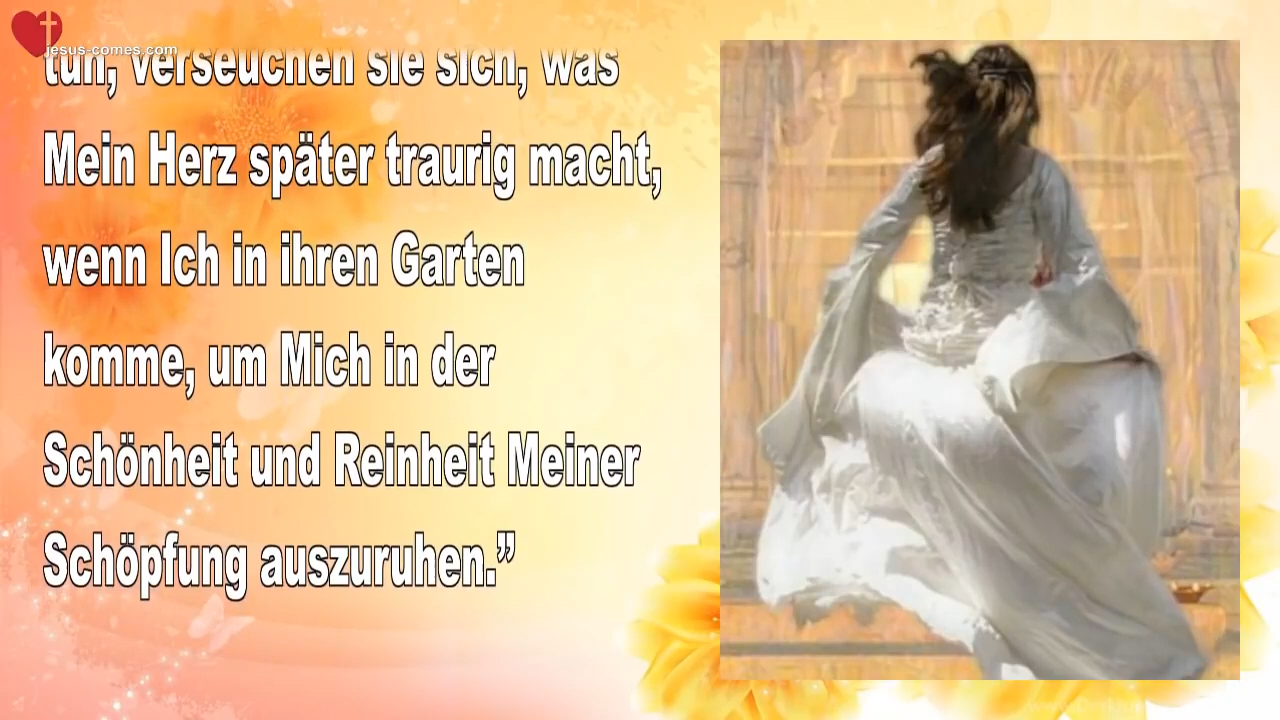 jesus-comes.com
tun, verseuchen sie sich, was
Mein Herz später traurig macht,
wenn Ich in ihren Garten
komme, um Mich in der
Schönheit und Reinheit Meiner
Schöpfung auszuruhen.”